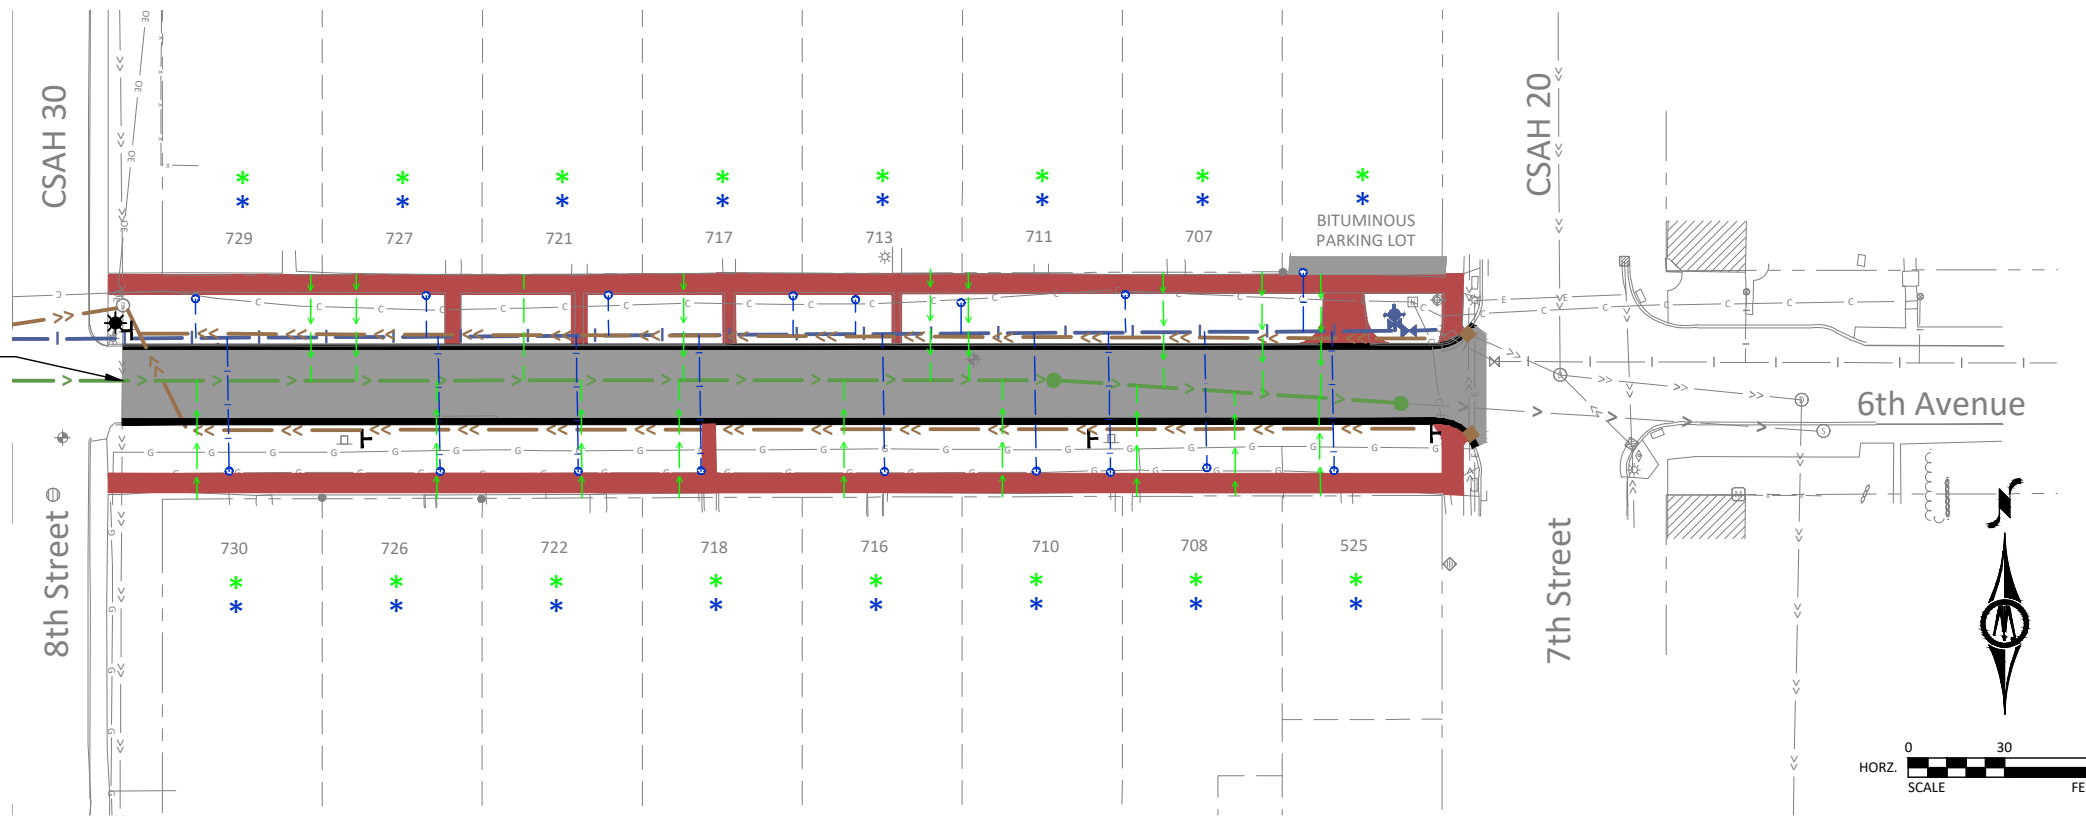 CSAH 30
CSAH 20
729
727
721
717
713
711
707
BITUMINOUS
PARKING LOT
6th Avenue
8th Street
7th Street
730
726
722
718
716
710
708
525
0
30
HORZ.
SCALE
FE